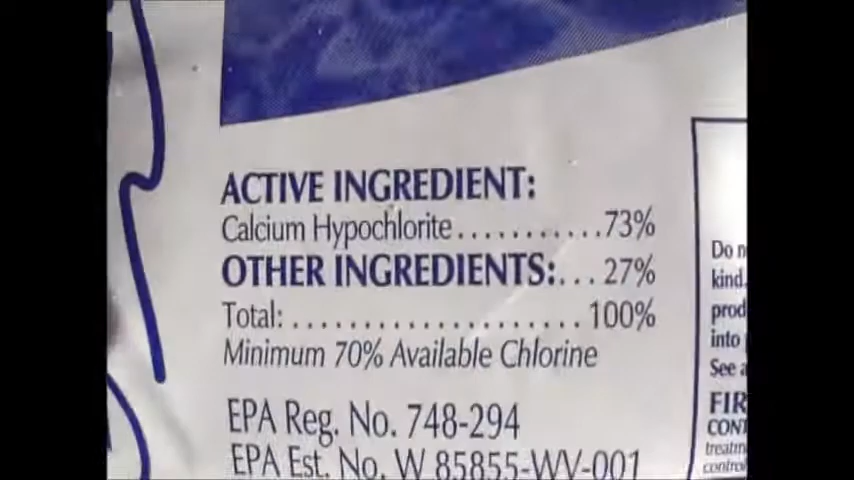 ACTIVE INGREDIENT:
Calcium Hypochlorite...........73%
OTHER INGREDIENTS:...27%
Total:....................100%
Minimum 70% Available Chlorine
EPA Reg. No. 748-294
EPA Est. No. W 85855-WV-001
Do
kind,
prod
into
See a
FIR
CONT
treatm
control